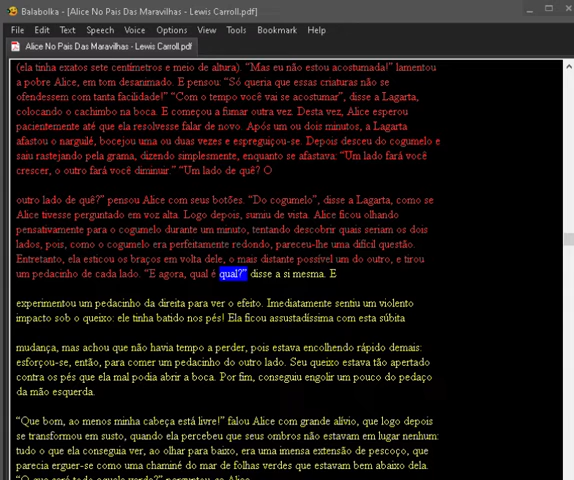 Balabolka - [Alice No Pais Das Maravilhas - Lewis Carroll.pdf]
File Edit Text Speech Voice Options View Tools Bookmark Help
Alice No Pais Das Maravilhas - Lewis Carroll.pdf
(ela tinha exatos sete centímetros e meio de altura). “Mas eu não estou acostumada!” lamentou
a pobre Alice, em tom desanimado. E pensou: “Só queria que essas criaturas não se
ofendessem com tanta facilidade!” “Com o tempo você vai se acostumar”, disse a Lagarta,
colocando o cachimbo na boca. E começou a fumar outra vez. Desta vez, Alice esperou
pacientemente até que ela resolvesse falar de novo. Após um ou dois minutos, a Lagarta
afastou o narguilé, bocejou uma ou duas vezes e espreguiçou-se. Depois desceu do cogumelo e
saiu rastejando pela grama, dizendo simplesmente, enquanto se afastava: “Um lado fará você
crescer, o outro fará você diminuir.” “Um lado de quê? O
outro lado de quê?” pensou Alice com seus botões. “Do cogumelo”, disse a Lagarta, como se
Alice tivesse perguntado em voz alta. Logo depois, sumiu de vista. Alice ficou olhando
pensativamente para o cogumelo durante um minuto, tentando descobrir quais seriam os dois
lados, pois, como o cogumelo era perfeitamente redondo, pareceu-lhe uma difícil questão.
Entretanto, ela esticou os braços em volta dele, o mais distante possível um do outro, e tirou
um pedacinho de cada lado. “E agora, qual é qual?” disse a si mesma. E
experimentou um pedacinho da direita para ver o efeito. Imediatamente sentiu um violento
impacto sob o queixo: ele tinha batido nos pés! Ela ficou assustadíssima com esta súbita
mudança, mas achou que não havia tempo a perder, pois estava encolhendo rápido demais:
esforçou-se, então, para comer um pedacinho do outro lado. Seu queixo estava tão apertado
contra os pés que ela mal podia abrir a boca. Por fim, conseguiu engolir um pouco do pedaço
da mão esquerda.
“Que bom, ao menos minha cabeça está livre!” falou Alice com grande alívio, que logo depois
se transformou em susto, quando ela percebeu que seus ombros não estavam em lugar nenhum:
tudo o que ela conseguia ver, ao olhar para baixo, era uma imensa extensão de pescoço, que
parecia erguer-se como uma chaminé do mar de folhas verdes que estavam bem abaixo dela.
“O que será todo aquele verde?” perguntou-se Alice.